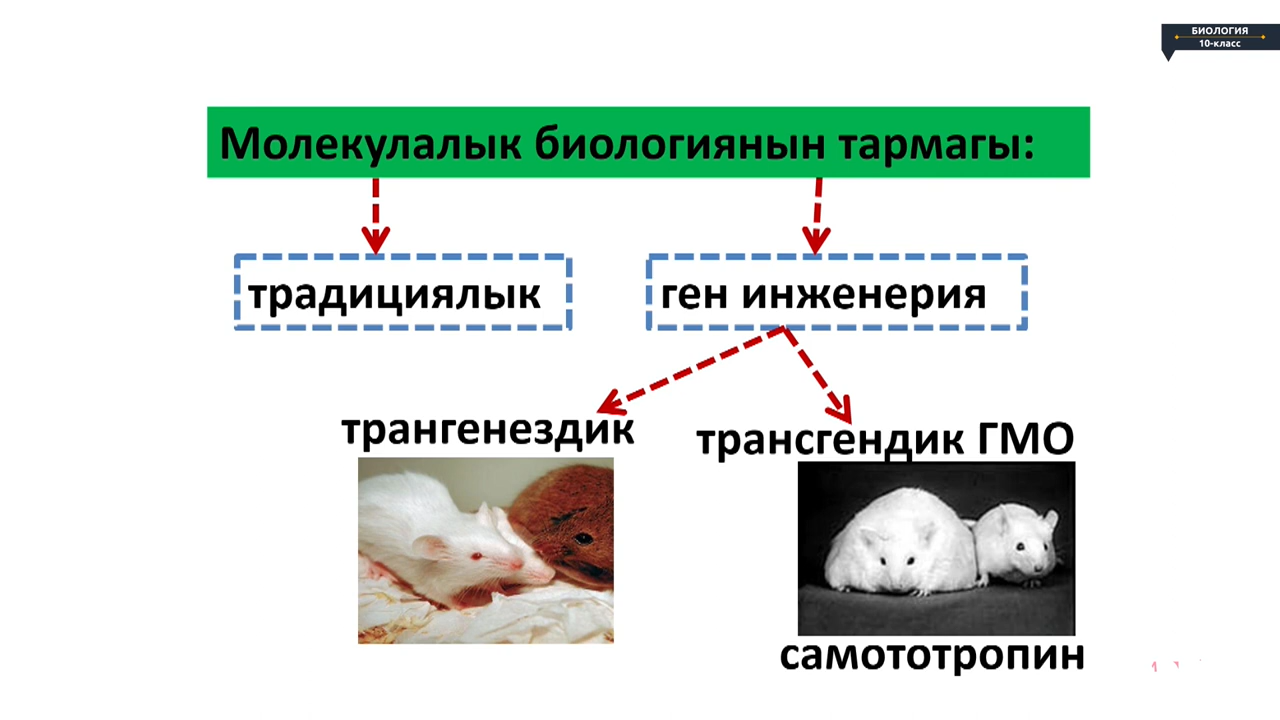 БИОЛОГИЯ
10-класс
Молекулалык биологиянын тармагы:
традициялык
ген инженерия
трангенездик
трансгендик ГМО
самототропин